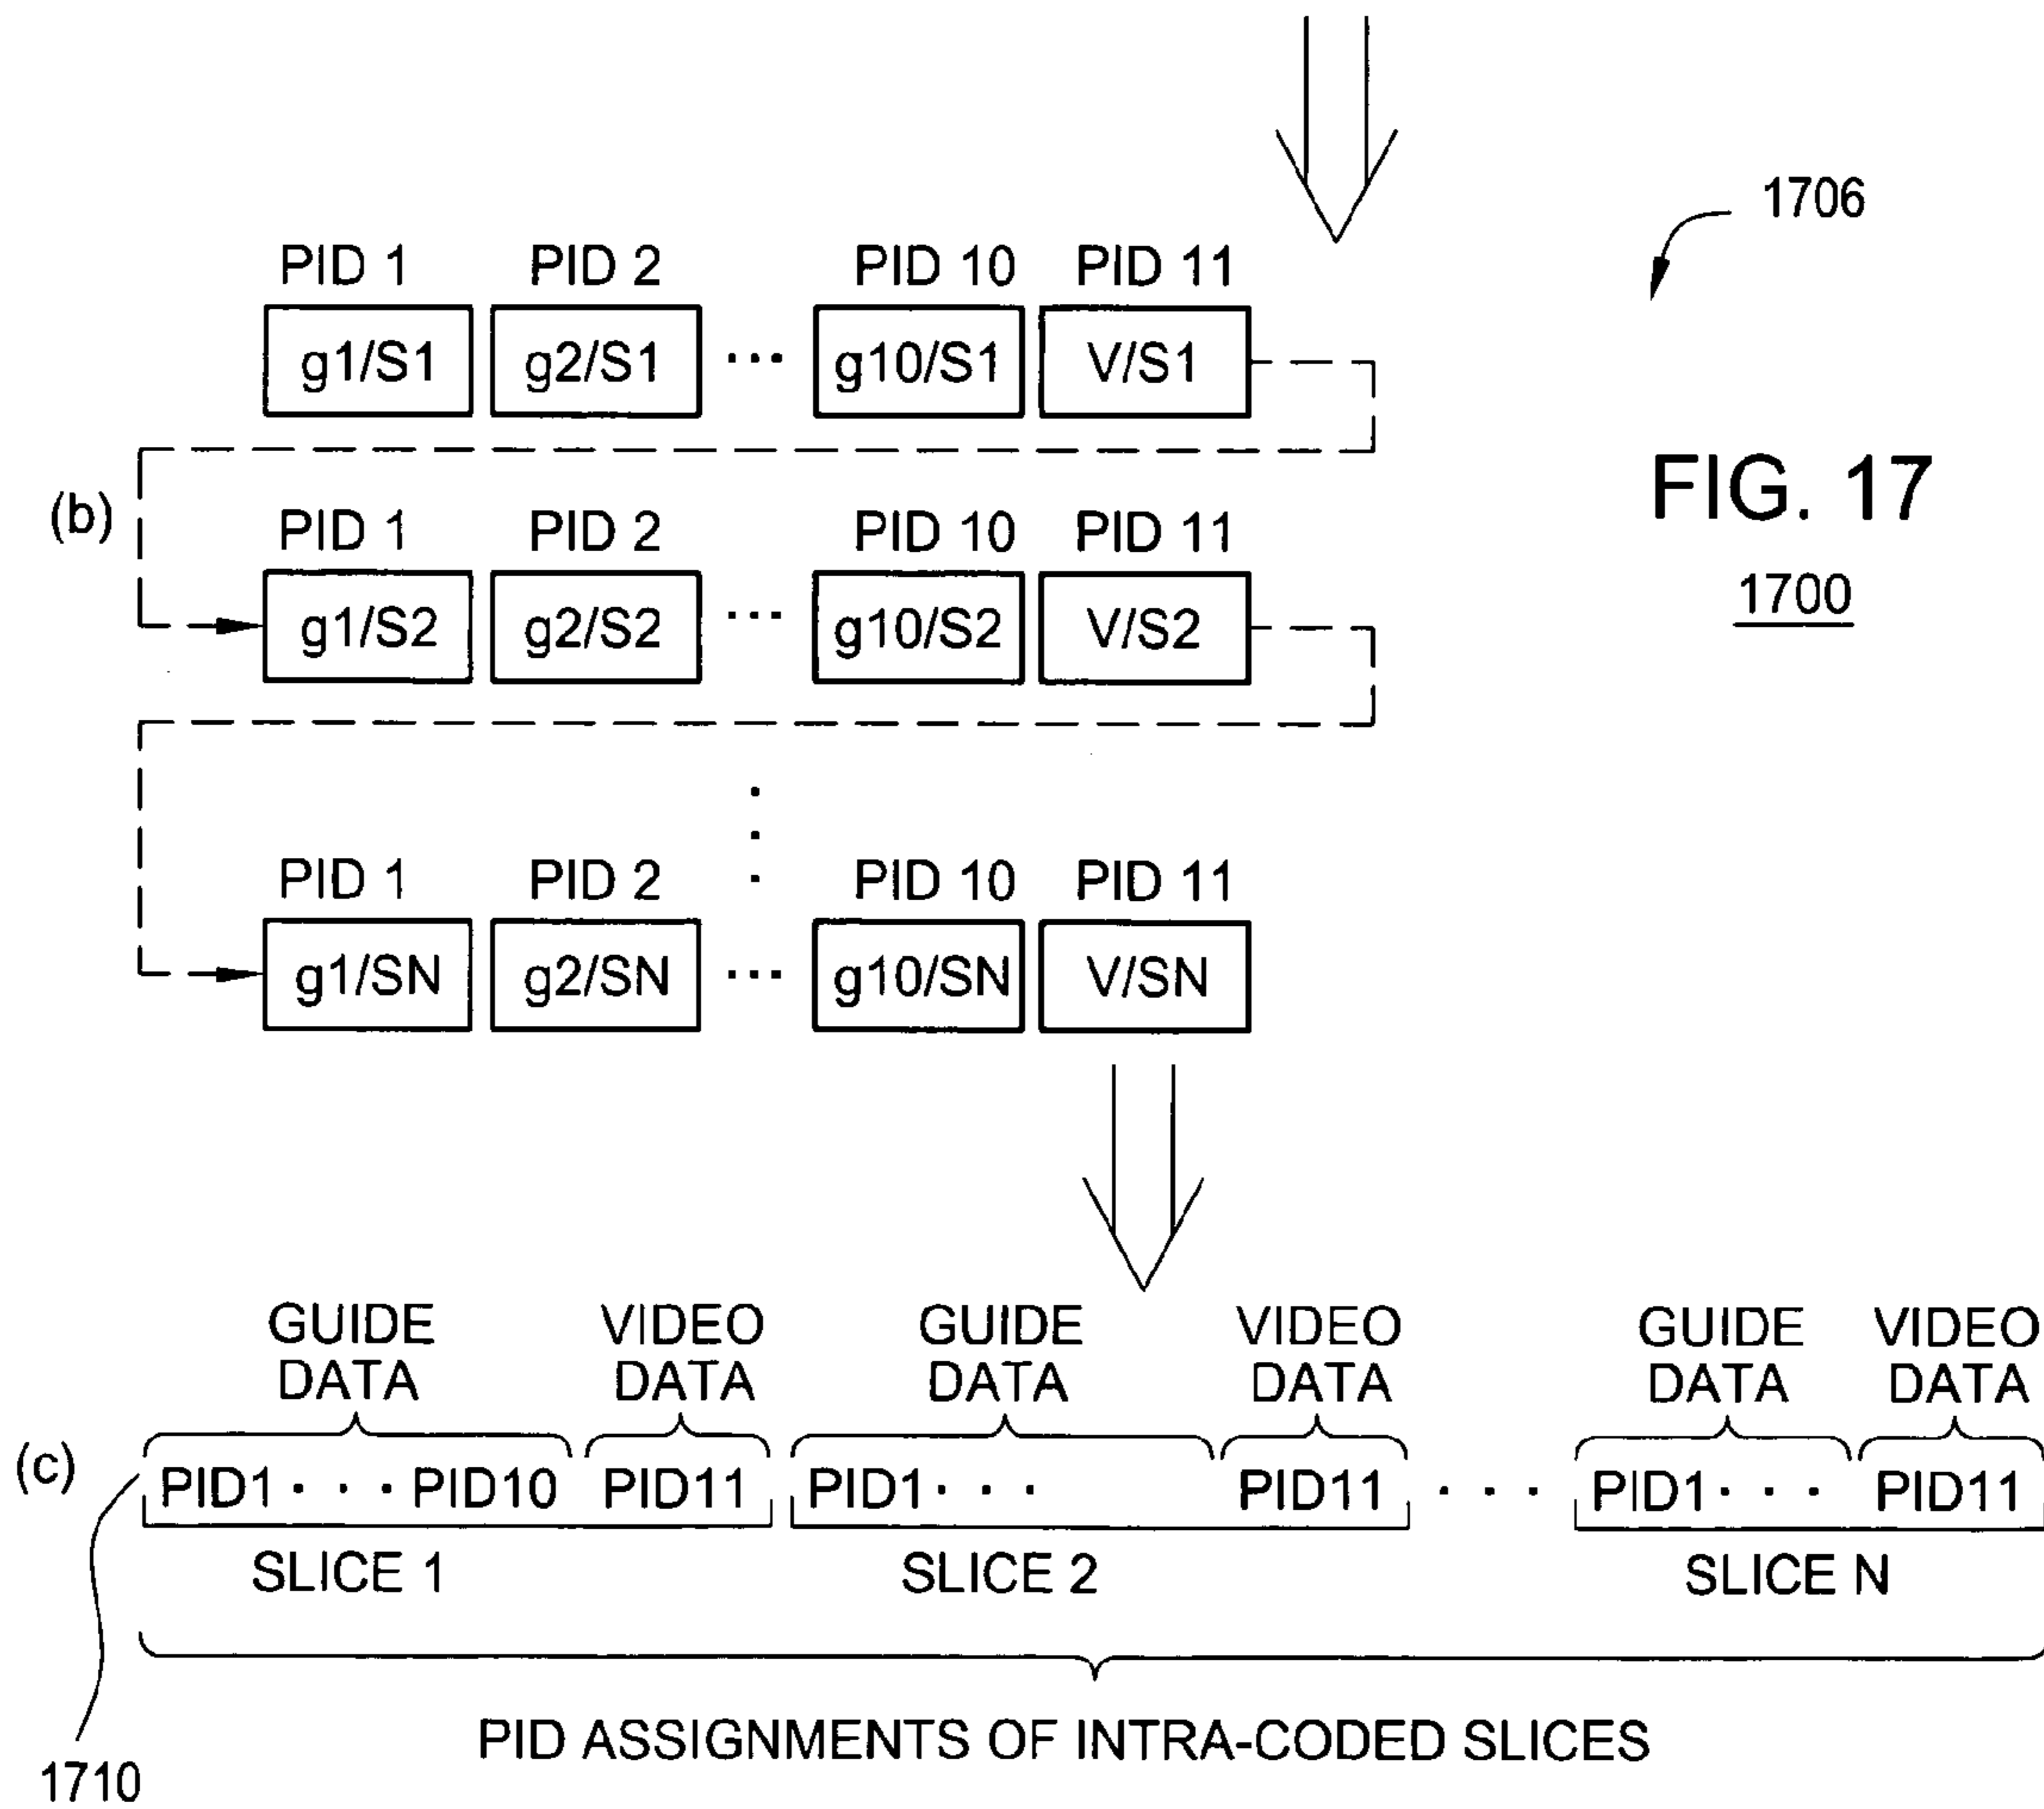 1706
PID 1 PID 2 PID 10 PID 11
g1/S1 g2/S1 ... g10/S1 V/S1
FIG. 17
1700
(b)
PID 1 PID 2 PID 10 PID 11
g1/S2 g2/S2 ... g10/S2 V/S2
PID 1 PID 2 PID 10 PID 11
g1/SN g2/SN ... g10/SN V/SN
GUIDE DATA VIDEO DATA GUIDE DATA VIDEO DATA GUIDE DATA VIDEO DATA
(c) PID1 . . . PID10 PID11 PID1 . . . PID11 . . . PID1 . . . PID11
SLICE 1 SLICE 2 SLICE N
PID ASSIGNMENTS OF INTRA-CODED SLICES
1710